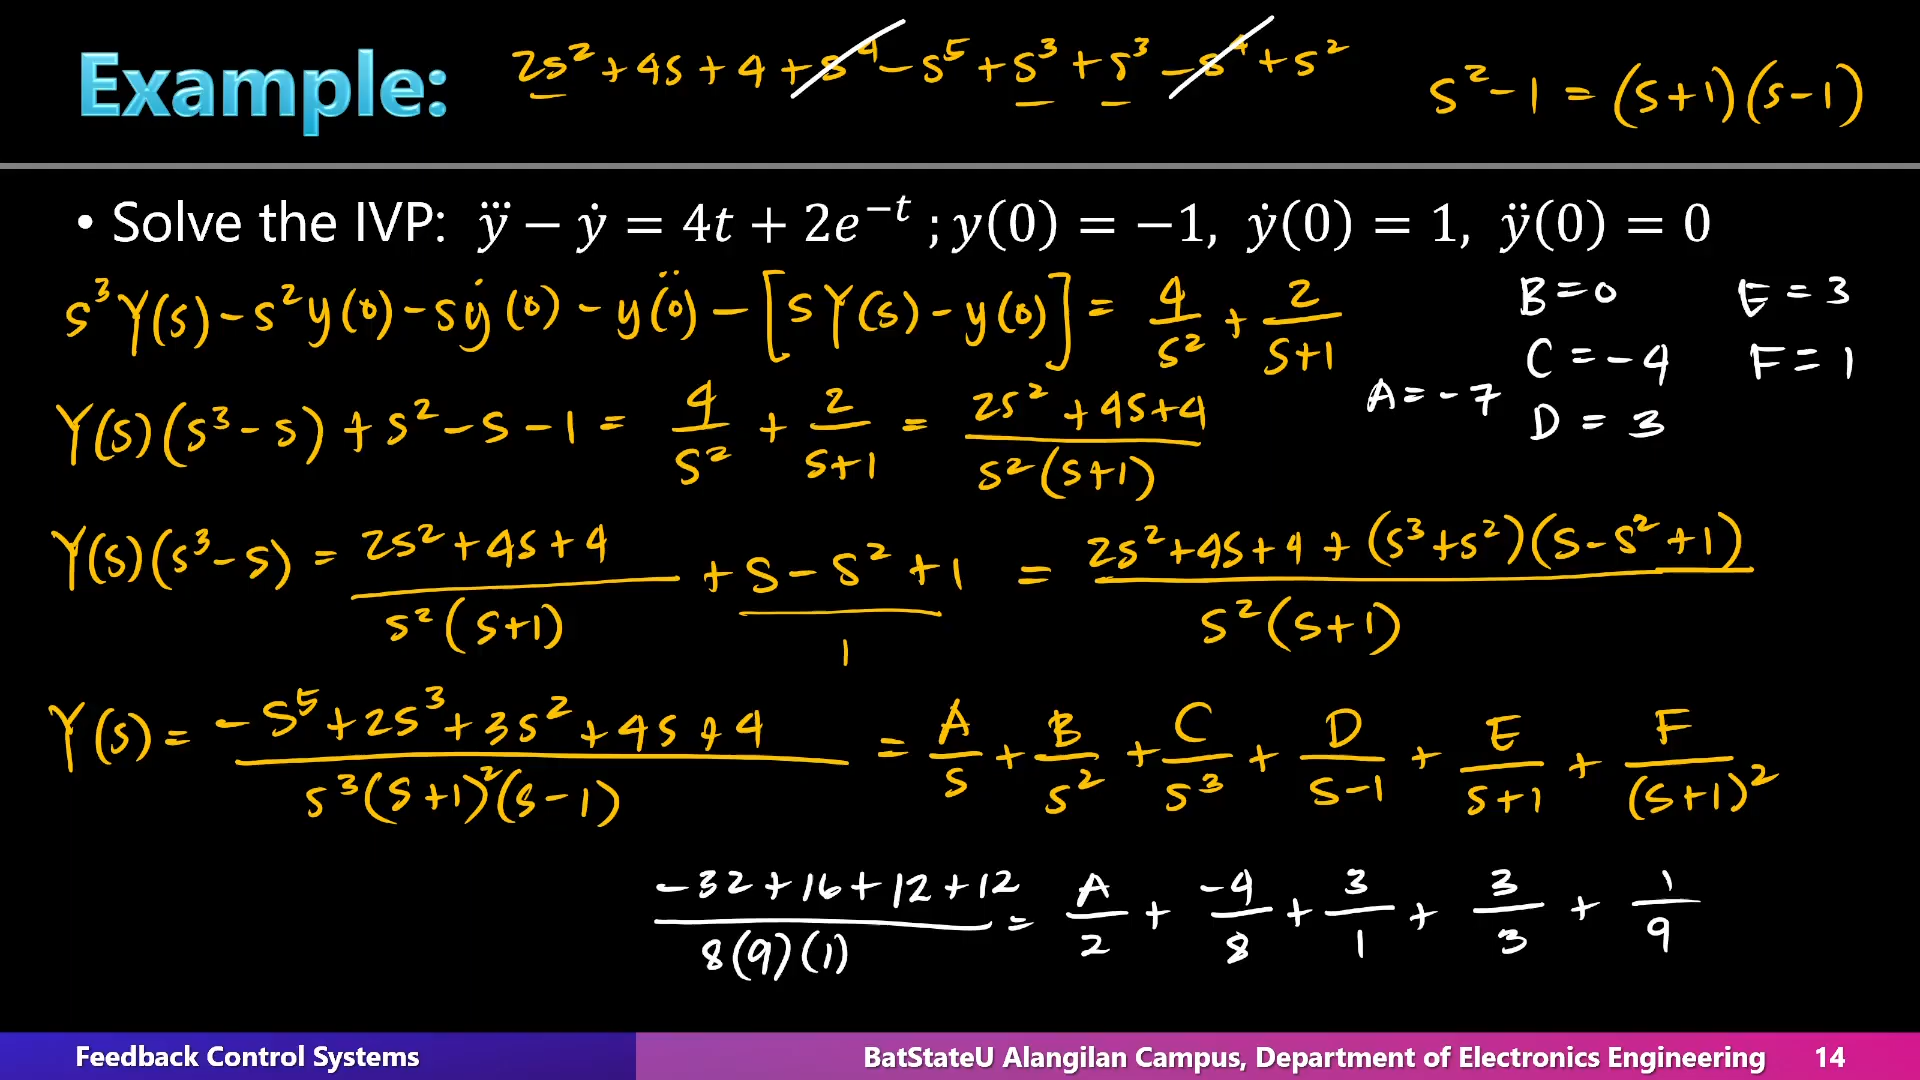 Example:
2s² + 4s + 4 + s⁴ - s⁵ + s³ + s³ - s⁴ + s²
s² - 1 = (s+1)(s-1)
• Solve the IVP: y⃛ − ẏ = 4t + 2e⁻ᵗ ; y(0) = −1, ẏ(0) = 1, ÿ(0) = 0
s³Y(s) - s²y(0) - sẏ(0) - ÿ(0) - [sY(s) - y(0)] = 4/s² + 2/(s+1)
B = 0
E = 3
C = -4
F = 1
A = -7
D = 3
Y(s)(s³ - s) + s² - s - 1 = 4/s² + 2/(s+1) = (2s² + 4s + 4)/(s²(s+1))
Y(s)(s³ - s) = (2s² + 4s + 4)/(s²(s+1)) + (s - s² + 1)/1 = (2s² + 4s + 4 + (s³ + s²)(s - s² + 1))/(s²(s+1))
Y(s) = (-s⁵ + 2s³ + 3s² + 4s + 4)/(s³(s+1)²(s-1)) = A/s + B/s² + C/s³ + D/(s-1) + E/(s+1) + F/(s+1)²
(-32 + 16 + 12 + 12)/(8(9)(1)) = A/2 + -4/8 + 3/1 + 3/3 + 1/9
Feedback Control Systems
BatStateU Alangilan Campus, Department of Electronics Engineering 14